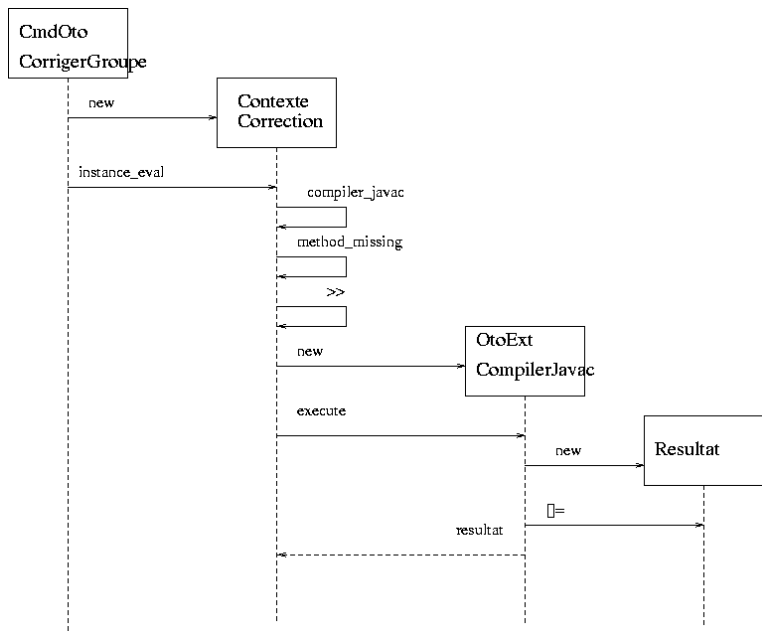 CmdOto
CorrigerGroupe
new
Contexte
Correction
instance_eval
compiler_javac
method_missing
>>
new
OtoExt
CompilerJavac
execute
new
Resultat
[]=
resultat